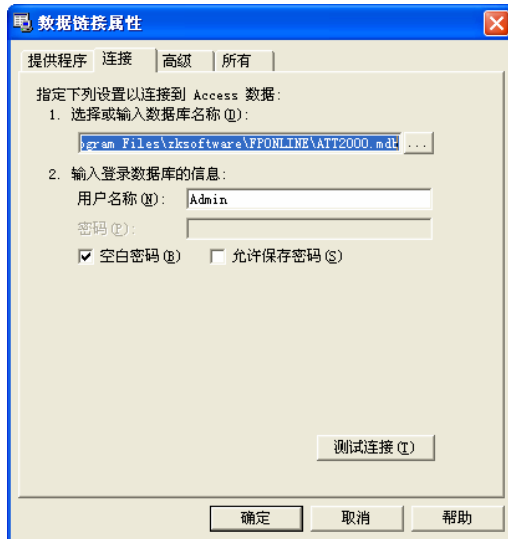 数据链接属性
提供程序 连接 高级 所有
指定下列设置以连接到 Access 数据:
1. 选择或输入数据库名称(D):
ogram Files\zksoftware\FPONLINE\ATT2000.mdb ...
2. 输入登录数据库的信息:
用户名称(N): Admin
密码(P):
空白密码(B) 允许保存密码(S)
测试连接(T)
确定 取消 帮助